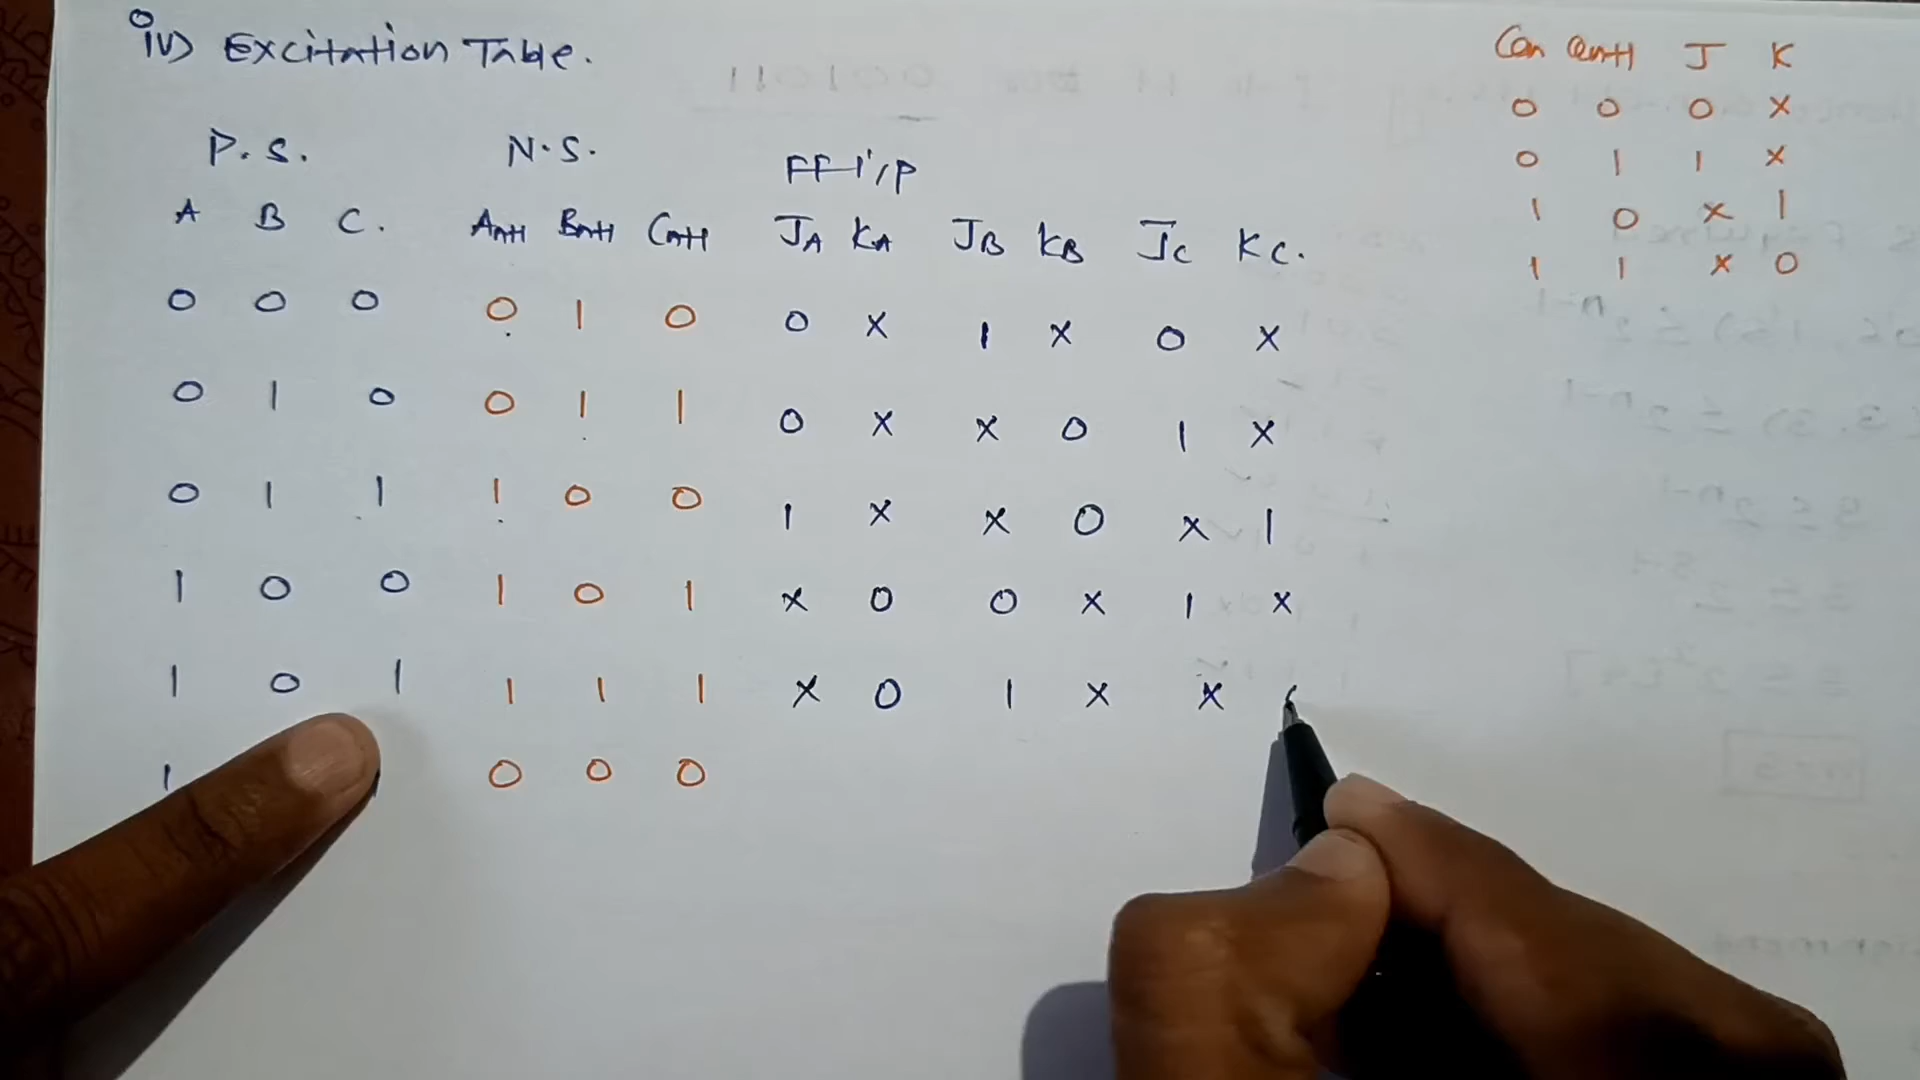 iv) Excitation Table.
Qn Qn+1 J K
0 0 0 x
0 1 1 x
1 0 x 1
1 1 x 0
P.S. N.S. FF i/p
A B C. An+1 Bn+1 Cn+1 JA KA JB KB JC KC.
0 0 0 0 1 0 0 x 1 x 0 x
0 1 0 0 1 1 0 x x 0 1 x
0 1 1 1 0 0 1 x x 0 x 1
1 0 0 1 0 1 x 0 0 x 1 x
1 0 1 1 1 1 x 0 1 x x
1 0 0 0